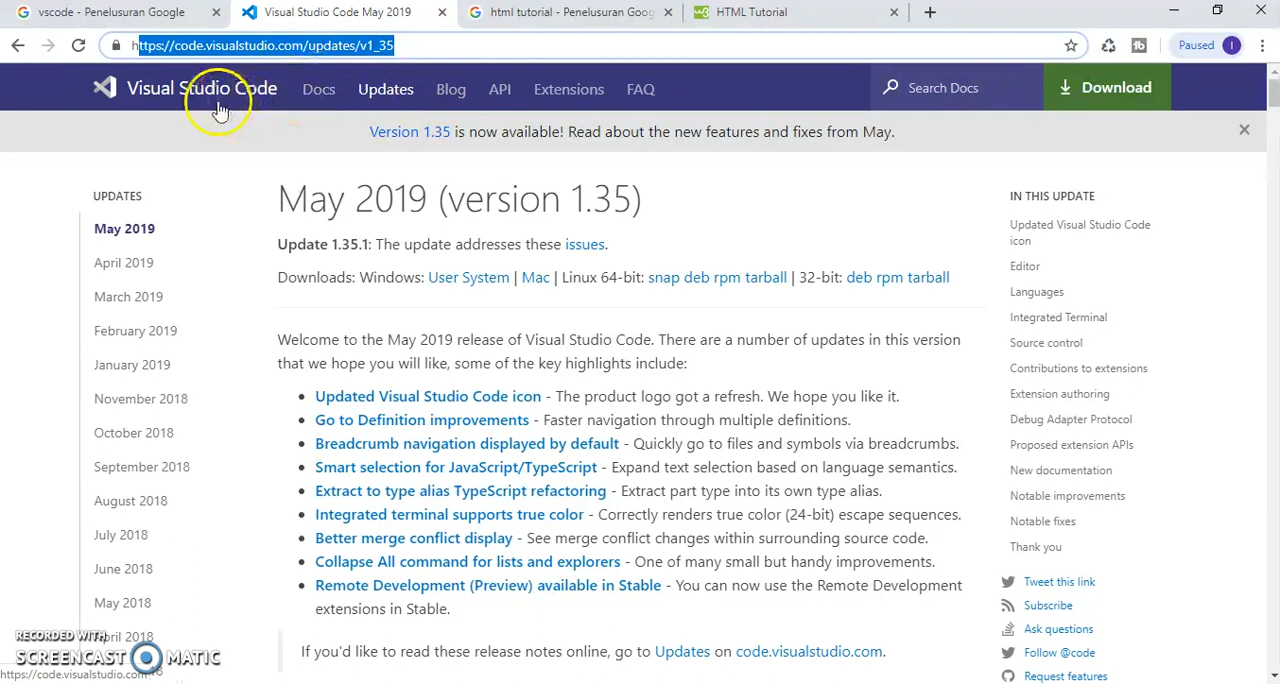 vscode - Penelusuran Google
Visual Studio Code May 2019
html tutorial - Penelusuran Goog
HTML Tutorial
https://code.visualstudio.com/updates/v1_35
Paused
I
Visual Studio Code
Docs
Updates
Blog
API
Extensions
FAQ
Search Docs
Download
Version 1.35 is now available! Read about the new features and fixes from May.
UPDATES
May 2019
April 2019
March 2019
February 2019
January 2019
November 2018
October 2018
September 2018
August 2018
July 2018
June 2018
May 2018
April 2018
May 2019 (version 1.35)
Update 1.35.1: The update addresses these issues.
Downloads: Windows: User System | Mac | Linux 64-bit: snap deb rpm tarball | 32-bit: deb rpm tarball
Welcome to the May 2019 release of Visual Studio Code. There are a number of updates in this version
that we hope you will like, some of the key highlights include:
• Updated Visual Studio Code icon - The product logo got a refresh. We hope you like it.
• Go to Definition improvements - Faster navigation through multiple definitions.
• Breadcrumb navigation displayed by default - Quickly go to files and symbols via breadcrumbs.
• Smart selection for JavaScript/TypeScript - Expand text selection based on language semantics.
• Extract to type alias TypeScript refactoring - Extract part type into its own type alias.
• Integrated terminal supports true color - Correctly renders true color (24-bit) escape sequences.
• Better merge conflict display - See merge conflict changes within surrounding source code.
• Collapse All command for lists and explorers - One of many small but handy improvements.
• Remote Development (Preview) available in Stable - You can now use the Remote Development
extensions in Stable.
If you'd like to read these release notes online, go to Updates on code.visualstudio.com.
IN THIS UPDATE
Updated Visual Studio Code
icon
Editor
Languages
Integrated Terminal
Source control
Contributions to extensions
Extension authoring
Debug Adapter Protocol
Proposed extension APIs
New documentation
Notable improvements
Notable fixes
Thank you
Tweet this link
Subscribe
Ask questions
Follow @code
Request features
RECORDED WITH
SCREENCAST MATIC
https://code.visualstudio.com